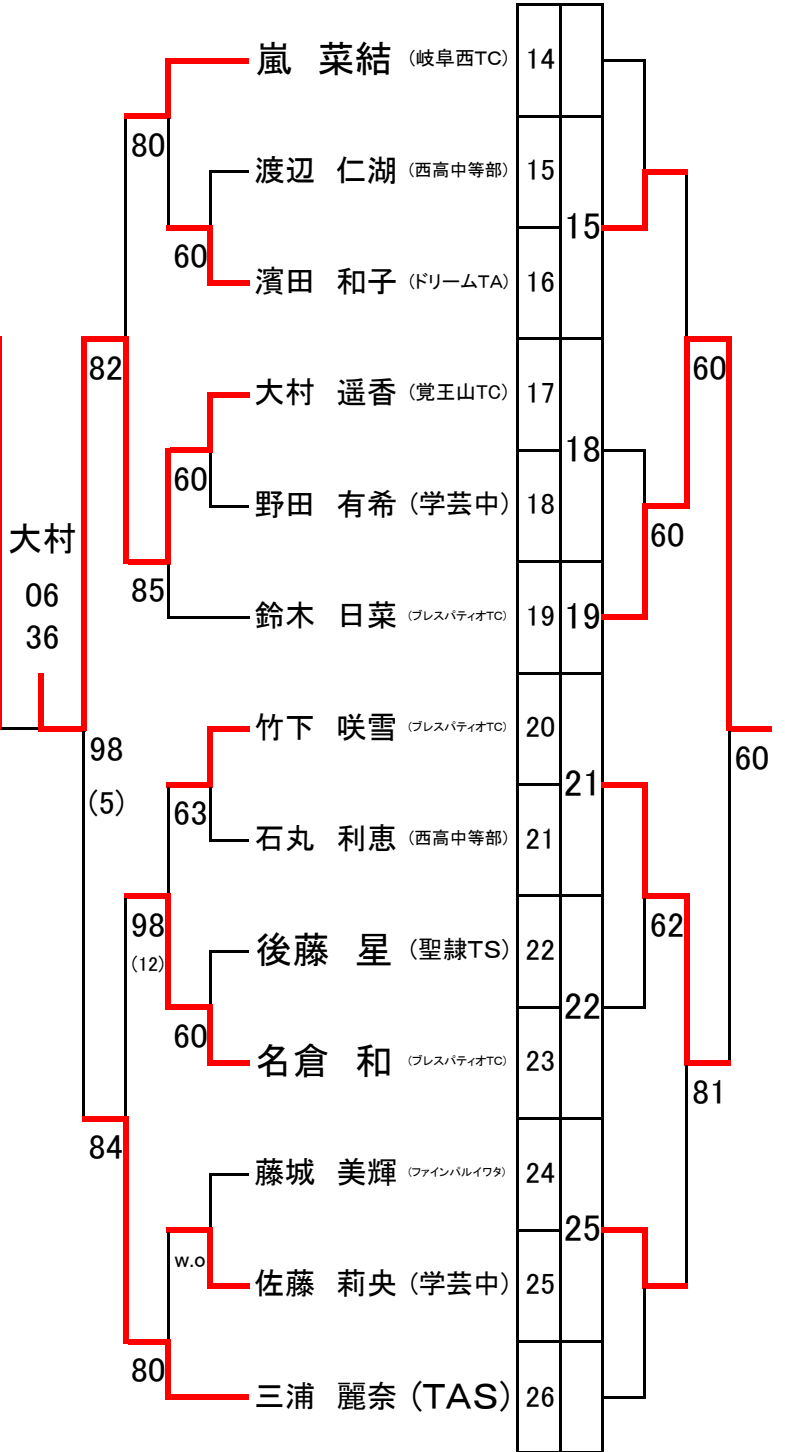 嵐 菜結 (岐阜西TC) 14
80
渡辺 仁湖 (西高中等部) 15
15
60
濱田 和子 (ドリームTA) 16
82
60
大村 遥香 (覚王山TC) 17
18
60
野田 有希 (学芸中) 18
大村
60
85
06
鈴木 日菜 (ブレスパティオTC) 19 19
36
竹下 咲雪 (ブレスパティオTC) 20
98
60
21
(5)
63
石丸 利恵 (西高中等部) 21
98
62
後藤 星 (聖隷TS) 22
(12)
22
60
名倉 和 (ブレスパティオTC) 23
81
84
藤城 美輝 (ファインバルイワタ) 24
25
w.o
佐藤 莉央 (学芸中) 25
80
三浦 麗奈 (TAS) 26